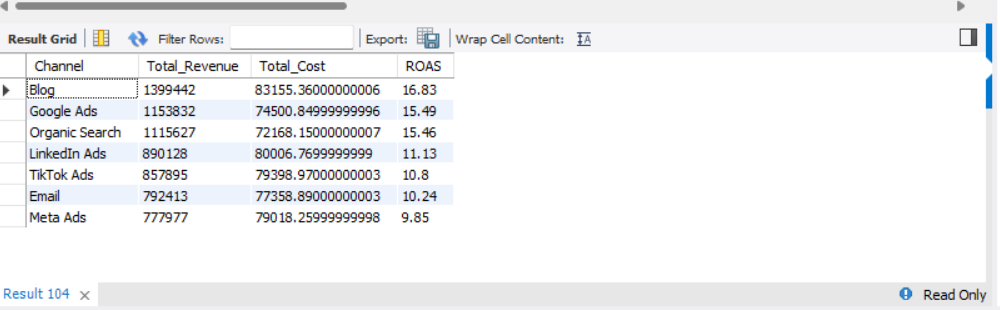 Result Grid Filter Rows: Export: Wrap Cell Content:
Channel Total_Revenue Total_Cost ROAS
Blog 1399442 83155.36000000006 16.83
Google Ads 1153832 74500.84999999996 15.49
Organic Search 1115627 72168.15000000007 15.46
LinkedIn Ads 890128 80006.7699999999 11.13
TikTok Ads 857895 79398.97000000003 10.8
Email 792413 77358.89000000003 10.24
Meta Ads 777977 79018.25999999998 9.85
Result 104 × Read Only